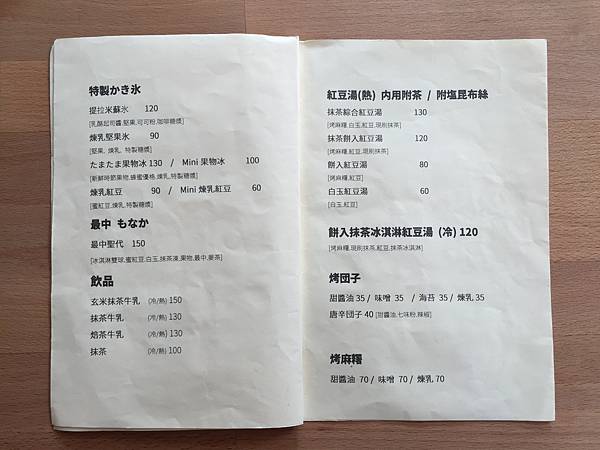 特製かき氷
提拉米蘇氷 120
[乳酪起司醬,堅果,可可粉,咖啡糖漿]
煉乳堅果氷 90
[堅果, 煉乳, 特製糖漿]
たまたま果物冰 130 / Mini 果物冰 100
[新鮮時節果物,蜂蜜優格,煉乳,特製糖漿]
煉乳紅豆 90 / Mini 煉乳紅豆 60
[蜜紅豆,煉乳,特製糖漿]
最中 もなか
最中聖代 150
[冰淇淋雙球,蜜紅豆,白玉,抹茶凍,果物,最中,麥茶]
飲品
玄米抹茶牛乳 (冷/熱) 150
抹茶牛乳 (冷/熱) 130
焙茶牛乳 (冷/熱) 130
抹茶 (冷/熱) 100
紅豆湯(熱) 內用附茶 / 附塩昆布絲
抹茶綜合紅豆湯 130
[烤麻糬,白玉,紅豆,現刷抹茶]
抹茶餅入紅豆湯 120
[烤麻糬,紅豆,現刷抹茶]
餅入紅豆湯 80
[烤麻糬,紅豆]
白玉紅豆湯 60
[白玉,紅豆]
餅入抹茶冰淇淋紅豆湯 (冷) 120
[烤麻糬,現刷抹茶,紅豆,抹茶冰淇淋]
烤団子
甜醬油 35 / 味噌 35 / 海苔 35 / 煉乳 35
唐辛団子 40 [甜醬油,七味粉,辣椒]
烤麻糬
甜醬油 70 / 味噌 70 / 煉乳 70